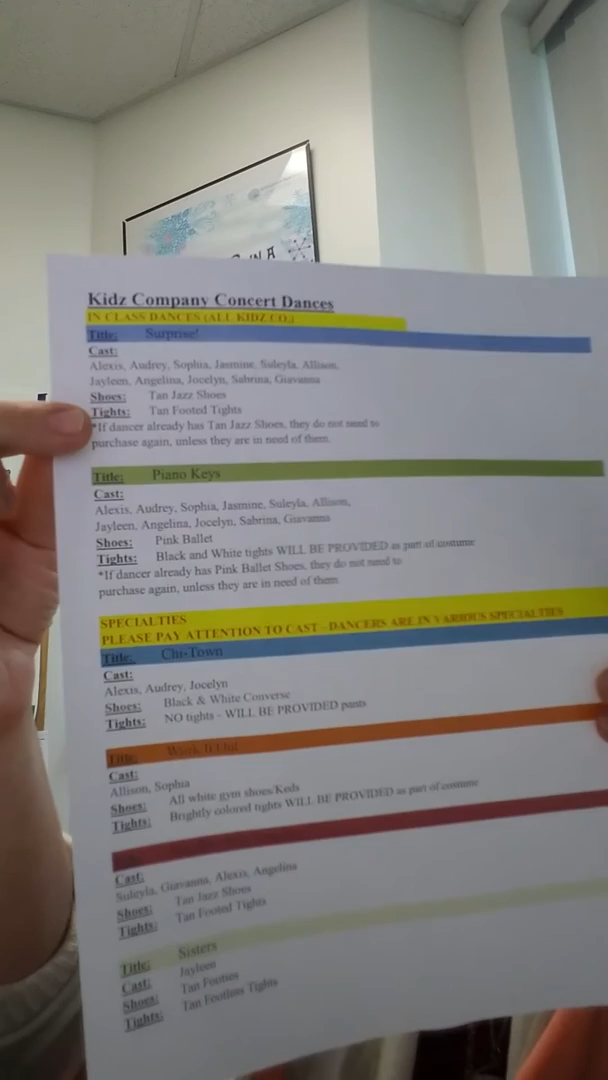 IN A
Kidz Company Concert Dances
IN CLASS DANCES (ALL KIDZ CO.)
Title: Surprise!
Cast:
Alexis, Audrey, Sophia, Jasmine, Suleyla, Allison,
Jayleen, Angelina, Jocelyn, Sabrina, Giavanna
Shoes: Tan Jazz Shoes
Tights: Tan Footed Tights
*If dancer already has Tan Jazz Shoes, they do not need to
purchase again, unless they are in need of them.
Title: Piano Keys
Cast:
Alexis, Audrey, Sophia, Jasmine, Suleyla, Allison,
Jayleen, Angelina, Jocelyn, Sabrina, Giavanna
Shoes: Pink Ballet
Tights: Black and White tights WILL BE PROVIDED as part of costume
*If dancer already has Pink Ballet Shoes, they do not need to
purchase again, unless they are in need of them.
SPECIALTIES
PLEASE PAY ATTENTION TO CAST - DANCERS ARE IN VARIOUS SPECIALTIES
Title: Chi-Town
Cast:
Alexis, Audrey, Jocelyn
Shoes: Black & White Converse
Tights: NO tights - WILL BE PROVIDED pants
Title: Work It Out
Cast:
Allison, Sophia
Shoes: All white gym shoes/Keds
Tights: Brightly colored tights WILL BE PROVIDED as part of costume
Cast:
Suleyla, Giavanna, Alexis, Angelina
Shoes: Tan Jazz Shoes
Tights: Tan Footed Tights
Title: Sisters
Cast: Jayleen
Shoes: Tan Footies
Tights: Tan Footless Tights